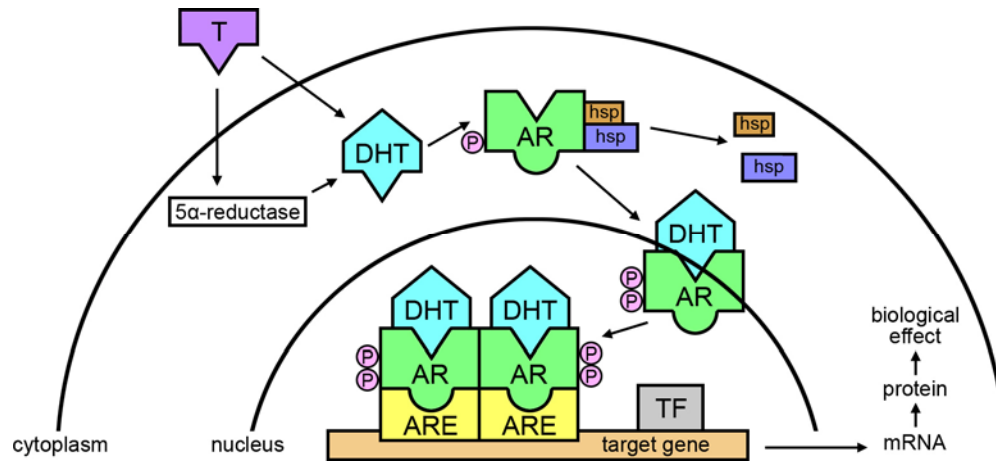 T
hsp
hsp
P
AR
hsp
hsp
DHT
5α-reductase
DHT
P
P
AR
DHT
DHT
P
P
AR
AR
P
P
ARE
ARE
TF
biological
effect
protein
mRNA
cytoplasm
nucleus
target gene